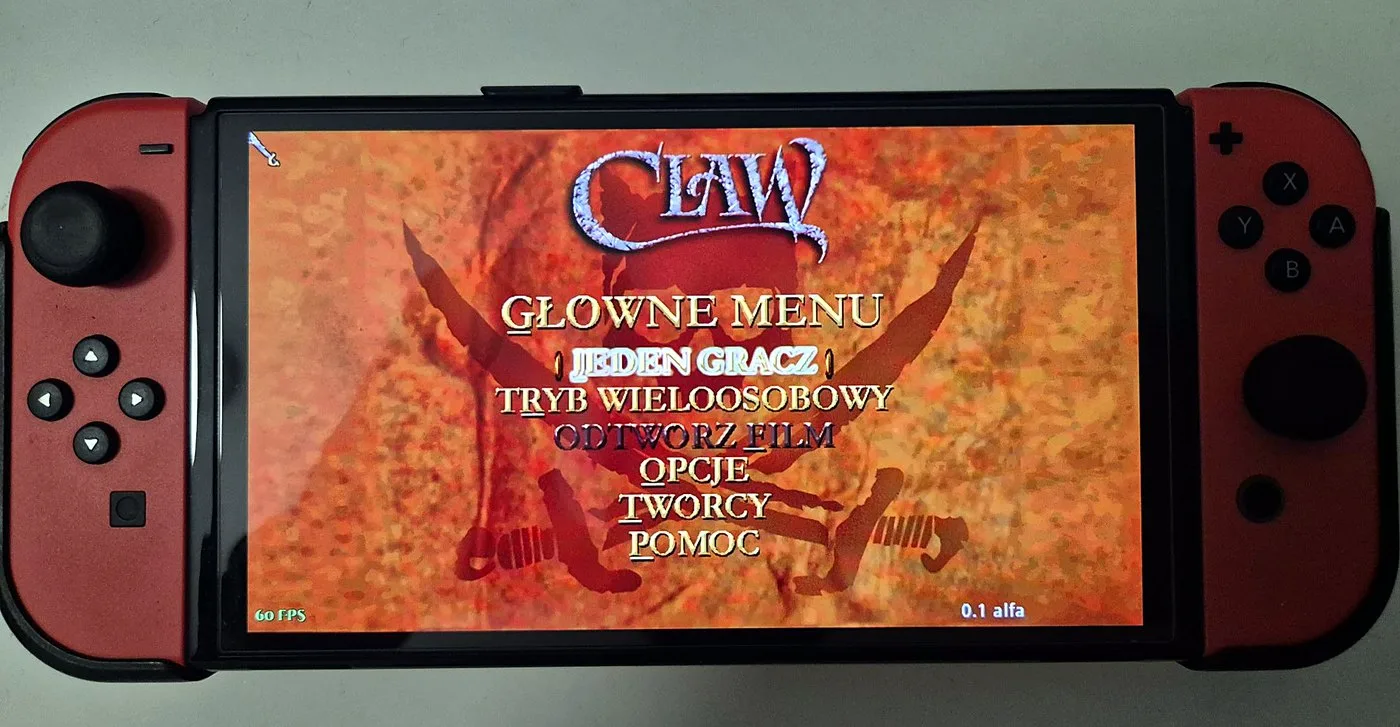 CLAW
GŁOWNE MENU
JEDEN GRACZ
TRYB WIELOOSOBOWY
ODTWORZ FILM
OPCJE
TWORCY
POMOC
60 FPS
0.1 alfa
X
Y
A
B